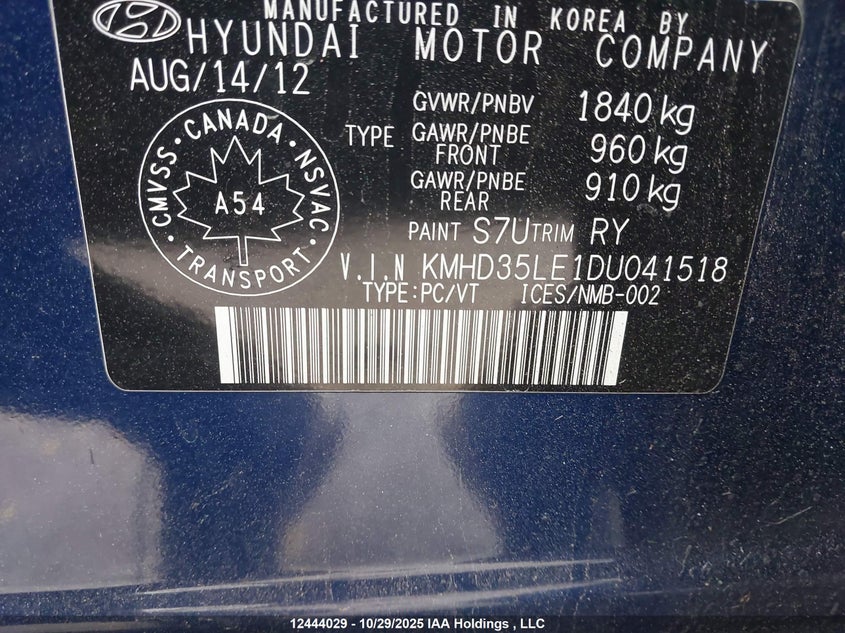 MANUFACTURED IN KOREA BY
HYUNDAI MOTOR COMPANY
AUG/14/12
GVWR/PNBV 1840 kg
TYPE GAWR/PNBE FRONT 960 kg
GAWR/PNBE REAR 910 kg
CMVSS · CANADA · NSVAC · TRANSPORT ·
A54
PAINT S7U TRIM RY
V.I.N KMHD35LE1DU041518
TYPE:PC/VT ICES/NMB-002
12444029 - 10/29/2025 IAA Holdings , LLC